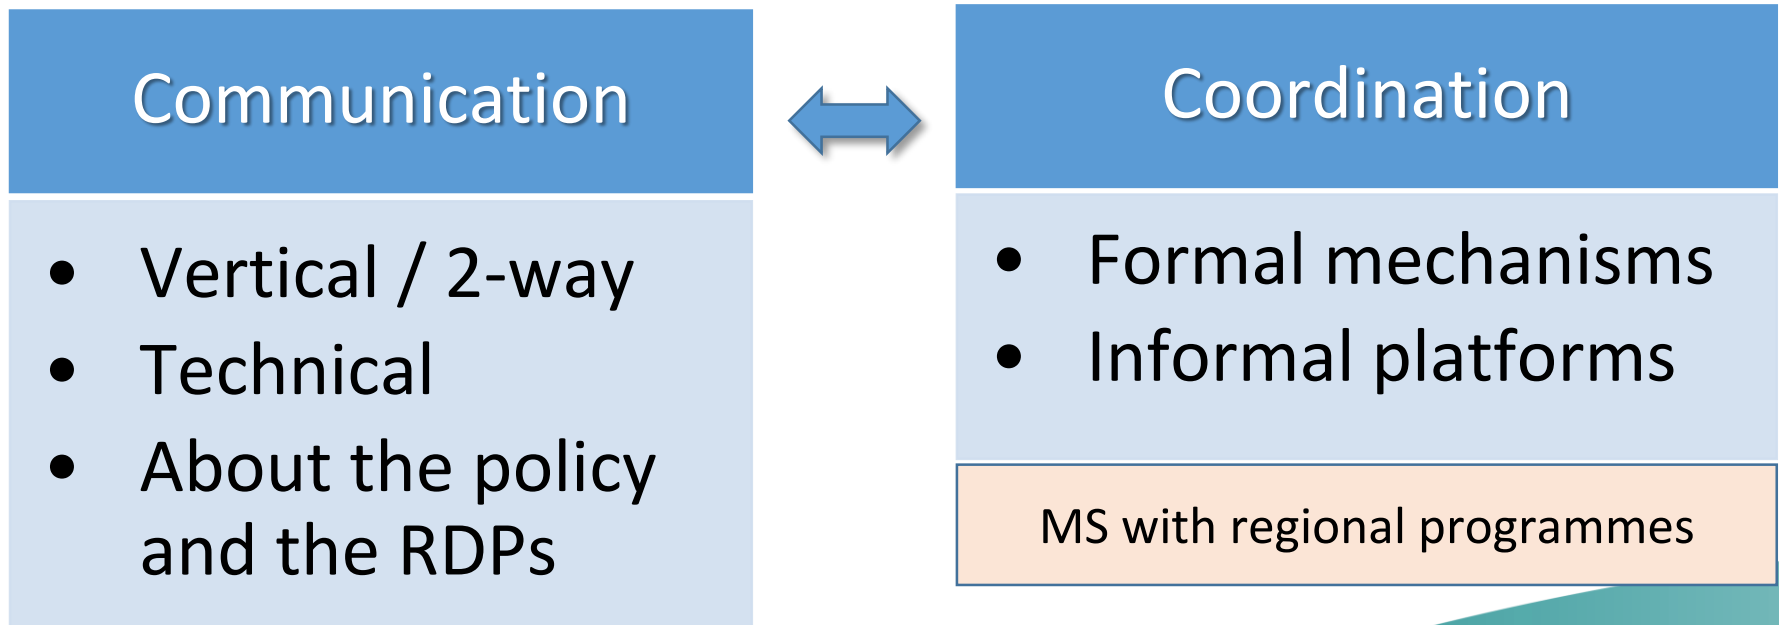 Communication
• Vertical / 2-way
• Technical
• About the policy
and the RDPs
Coordination
• Formal mechanisms
• Informal platforms
MS with regional programmes